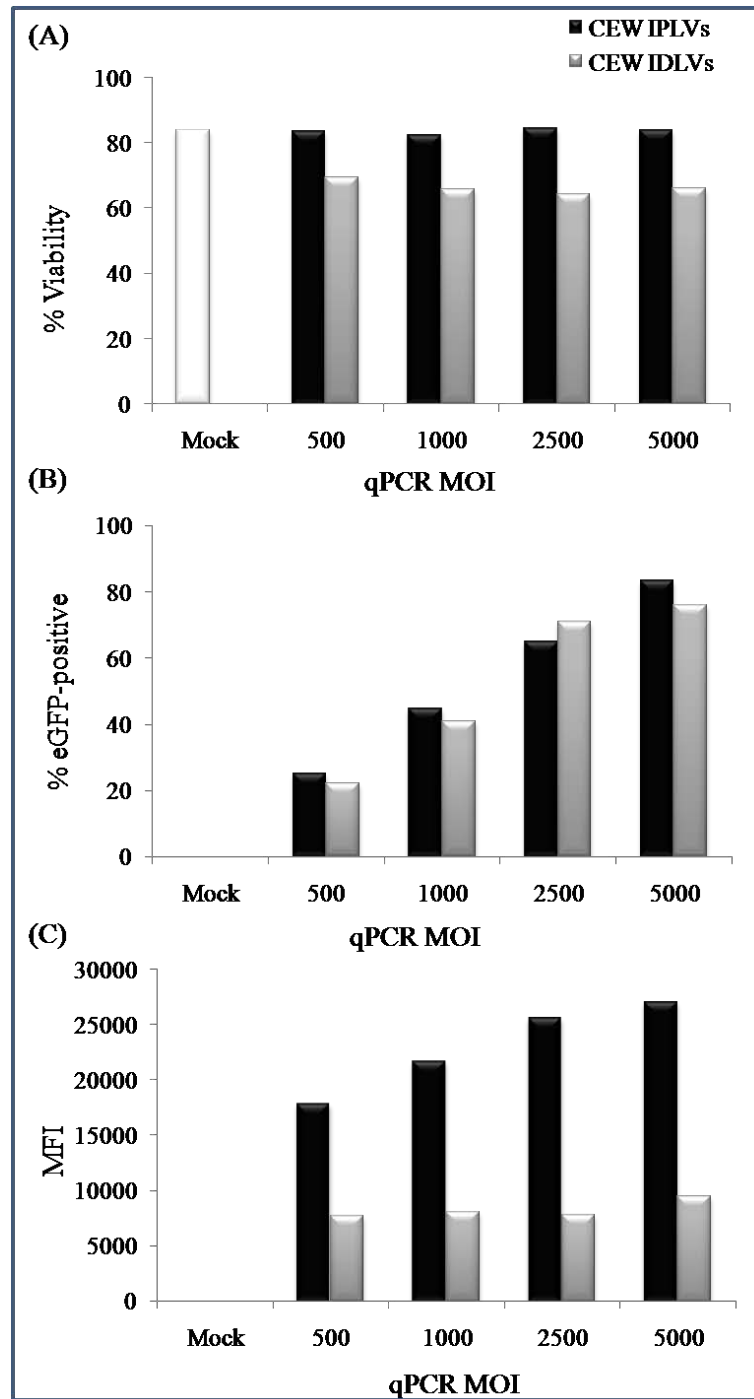 (A)
CEW IPLVs
CEW IDLVs
100
80
60
40
20
0
% Viability
Mock 500 1000 2500 5000
qPCR MOI
(B)
100
80
60
40
20
0
% eGFP-positive
Mock 500 1000 2500 5000
qPCR MOI
(C)
30000
25000
20000
15000
10000
5000
0
MFI
Mock 500 1000 2500 5000
qPCR MOI